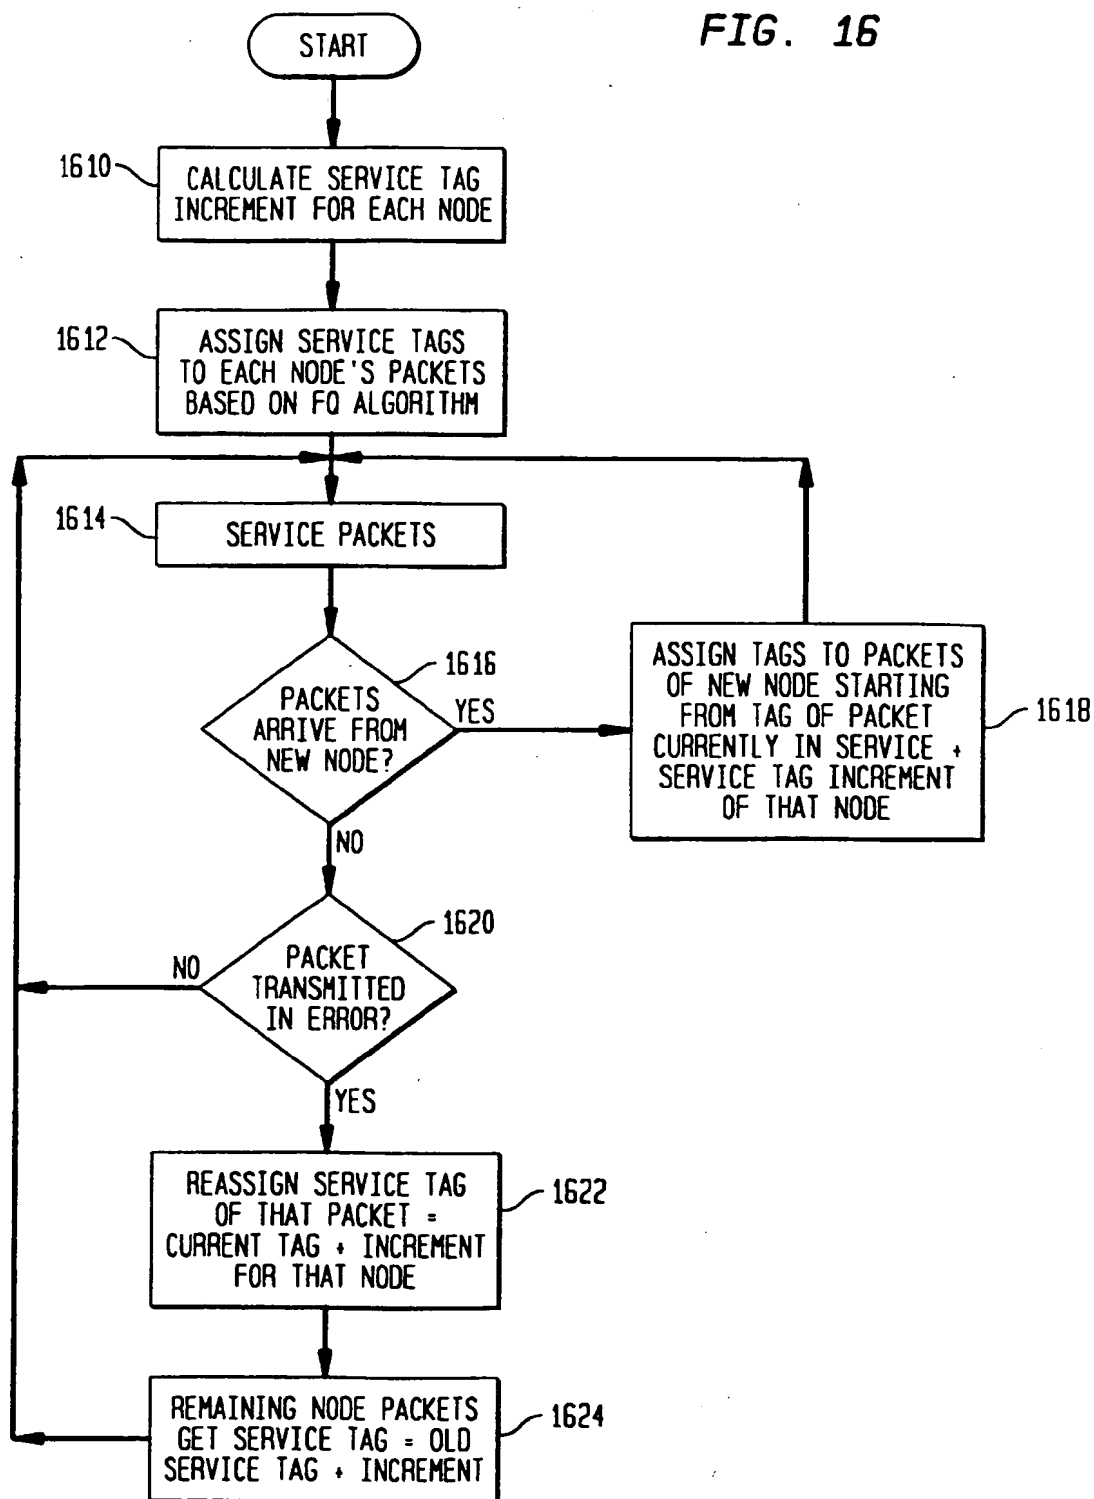 FIG. 16
START
1610
CALCULATE SERVICE TAG
INCREMENT FOR EACH NODE
1612
ASSIGN SERVICE TAGS
TO EACH NODE'S PACKETS
BASED ON FQ ALGORITHM
1614
SERVICE PACKETS
1616
PACKETS
ARRIVE FROM
NEW NODE?
YES
ASSIGN TAGS TO PACKETS
OF NEW NODE STARTING
FROM TAG OF PACKET
CURRENTLY IN SERVICE +
SERVICE TAG INCREMENT
OF THAT NODE
1618
NO
1620
PACKET
TRANSMITTED
IN ERROR?
NO
YES
REASSIGN SERVICE TAG
OF THAT PACKET =
CURRENT TAG + INCREMENT
FOR THAT NODE
1622
REMAINING NODE PACKETS
GET SERVICE TAG = OLD
SERVICE TAG + INCREMENT
1624